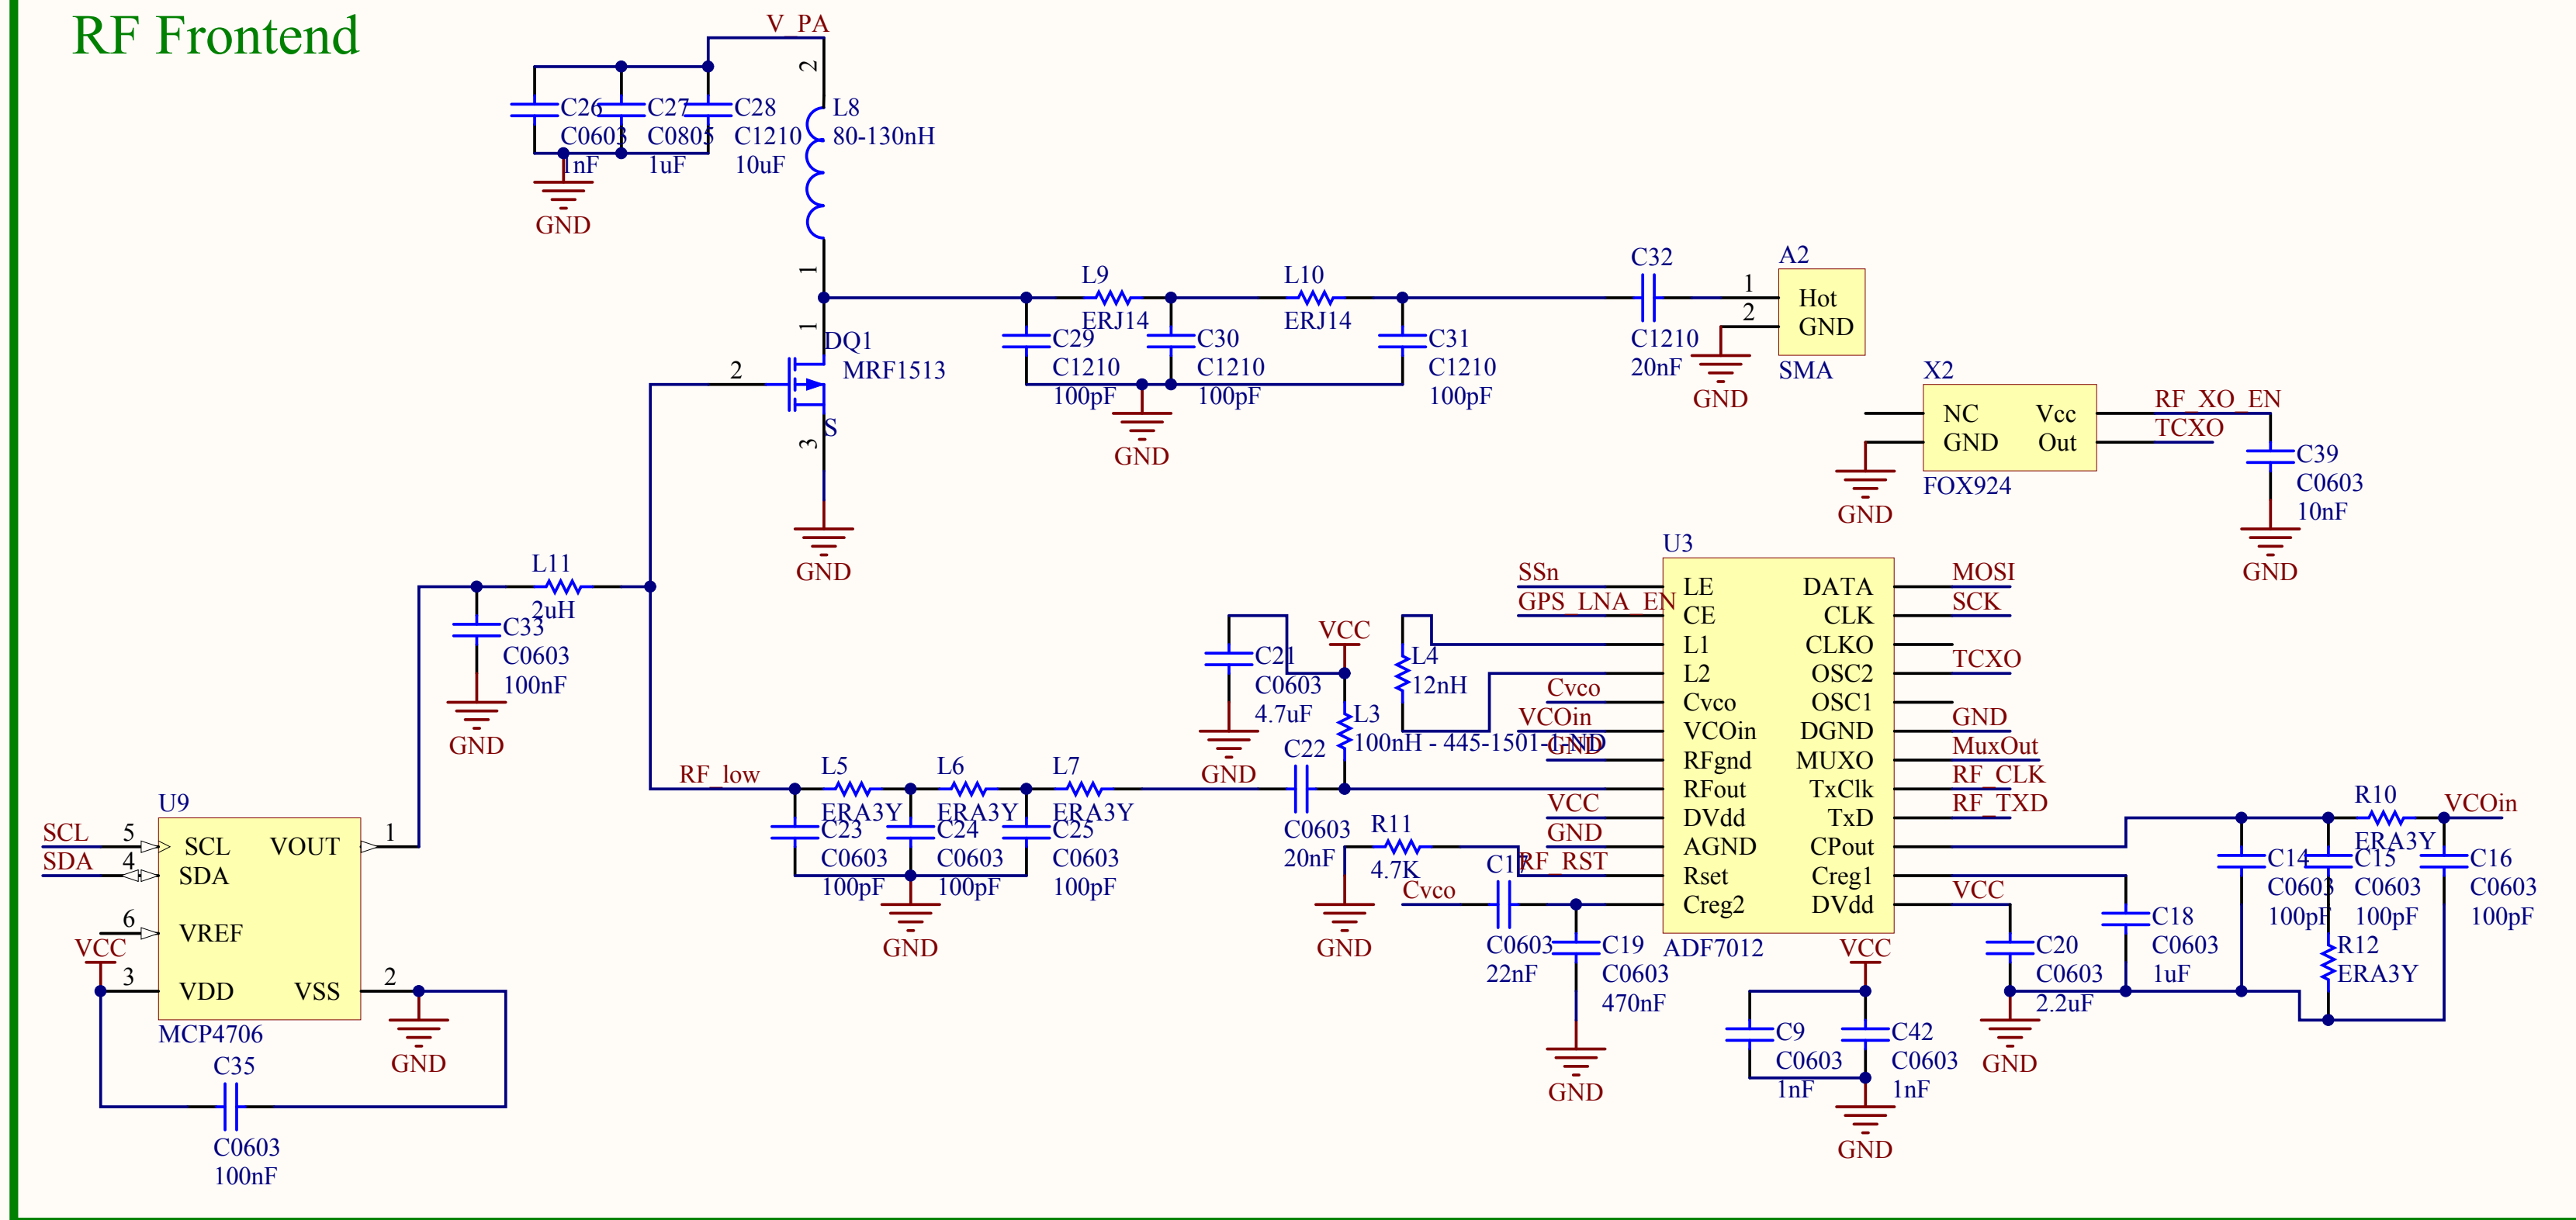 RF Frontend
V_PA
2
C26
C0603
1nF
C27
C0805
1uF
C28
C1210
10uF
L8
80-130nH
GND
1
1
DQ1
MRF1513
2
S
3
GND
L9
ERJ14
L10
ERJ14
C29
C1210
100pF
C30
C1210
100pF
C31
C1210
100pF
GND
C32
C1210
20nF
A2
1
Hot
2
GND
SMA
GND
X2
NC
Vcc
GND
Out
FOX924
RF_XO_EN
TCXO
GND
C39
C0603
10nF
GND
L11
2uH
C33
C0603
100nF
GND
U9
SCL
5
SCL
VOUT
1
SDA
4
SDA
6
VREF
VCC
3
VDD
VSS
2
MCP4706
GND
C35
C0603
100nF
RF_low
L5
ERA3Y
L6
ERA3Y
L7
ERA3Y
C23
C0603
100pF
C24
C0603
100pF
C25
C0603
100pF
GND
C21
C0603
4.7uF
GND
VCC
L3
100nH - 445-1501-1-ND
L4
12nH
C22
C0603
20nF
R11
4.7K
GND
U3
SSn
LE
DATA
MOSI
GPS_LNA_EN
CE
CLK
SCK
L1
CLKO
L2
OSC2
TCXO
Cvco
Cvco
OSC1
VCOin
VCOin
DGND
GND
GND
RFgnd
MUXO
MuxOut
RFout
TxClk
RF_CLK
VCC
DVdd
TxD
RF_TXD
GND
AGND
CPout
RF_RST
Rset
Creg1
Creg2
DVdd
VCC
ADF7012
Cvco
C17
C0603
22nF
C19
C0603
470nF
GND
VCC
C9
C0603
1nF
C42
C0603
1nF
GND
C20
C0603
2.2uF
GND
C18
C0603
1uF
C14
C0603
100pF
C15
C0603
100pF
R10
ERA3Y
VCOin
C16
C0603
100pF
R12
ERA3Y